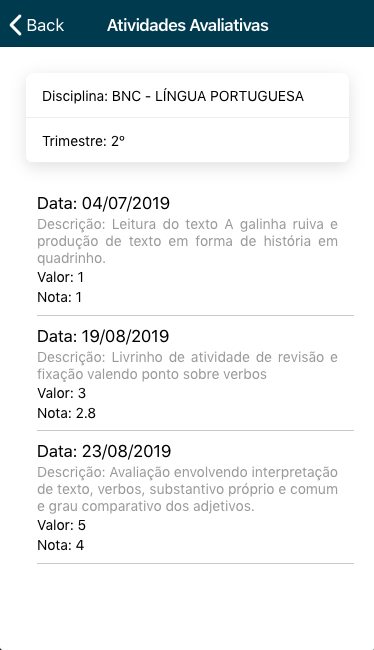 Back
Atividades Avaliativas
Disciplina: BNC - LÍNGUA PORTUGUESA
Trimestre: 2º
Data: 04/07/2019
Descrição: Leitura do texto A galinha ruiva e
produção de texto em forma de história em
quadrinho.
Valor: 1
Nota: 1
Data: 19/08/2019
Descrição: Livrinho de atividade de revisão e
fixação valendo ponto sobre verbos
Valor: 3
Nota: 2.8
Data: 23/08/2019
Descrição: Avaliação envolvendo interpretação
de texto, verbos, substantivo próprio e comum
e grau comparativo dos adjetivos.
Valor: 5
Nota: 4